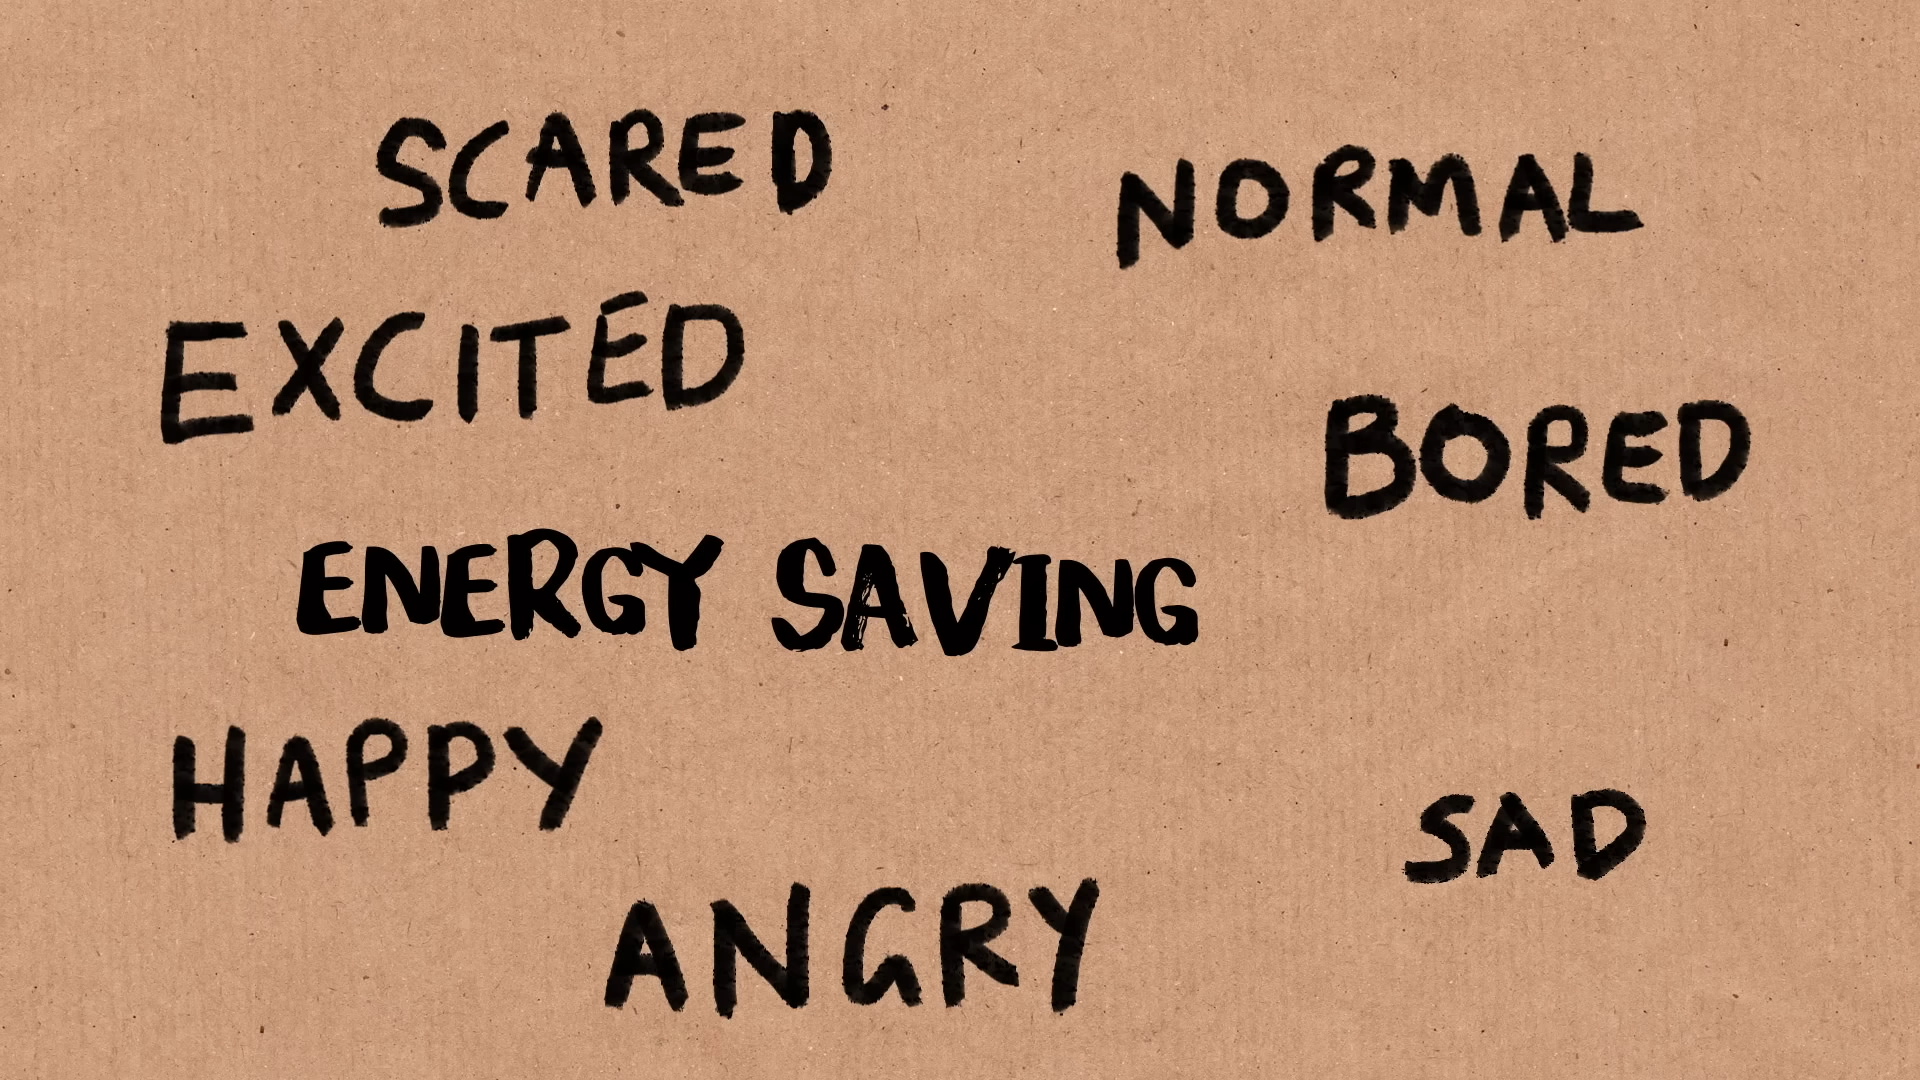 SCARED
NORMAL
EXCITED
BORED
ENERGY SAVING
HAPPY
SAD
ANGRY